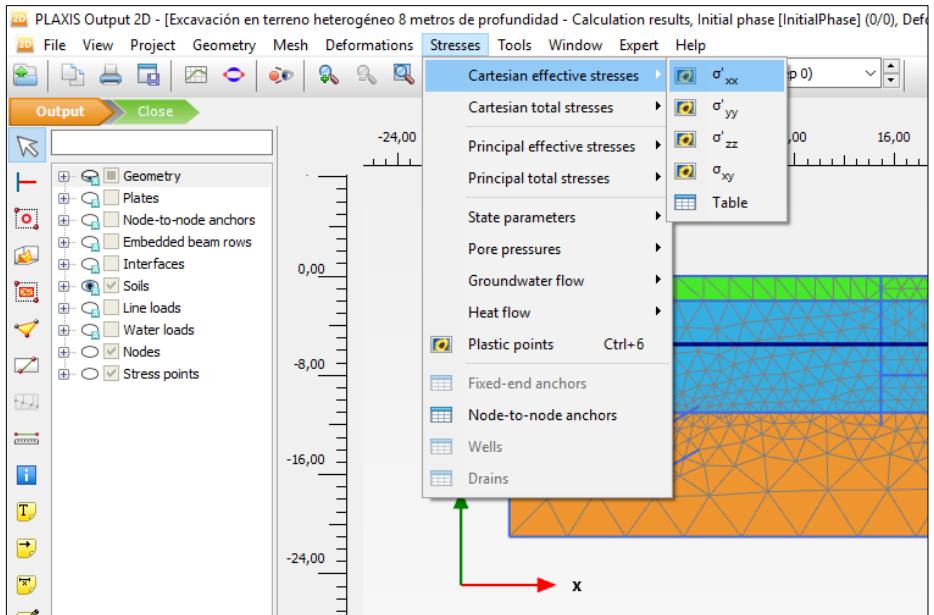 PLAXIS Output 2D - [Excavación en terreno heterogéneo 8 metros de profundidad - Calculation results, Initial phase [InitialPhase] (0/0), Defo
File View Project Geometry Mesh Deformations Stresses Tools Window Expert Help
Cartesian effective stresses
σ'xx
p 0)
Output
Close
Cartesian total stresses
σ'yy
-24,00
,00
16,00
Principal effective stresses
σ'zz
Geometry
Principal total stresses
σxy
Plates
Table
Node-to-node anchors
State parameters
Embedded beam rows
Pore pressures
Interfaces
0,00
Groundwater flow
Soils
Line loads
Heat flow
Water loads
Plastic points Ctrl+6
Nodes
-8,00
Stress points
Fixed-end anchors
Node-to-node anchors
Wells
-16,00
Drains
-24,00
x